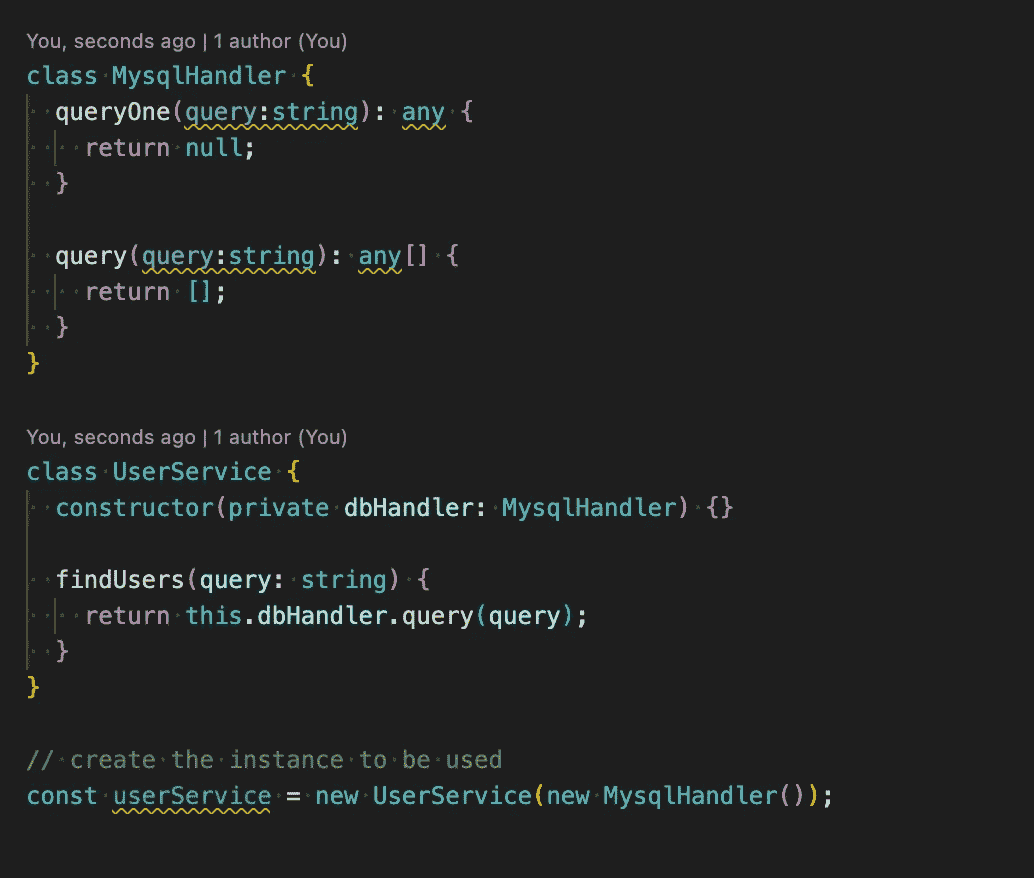 You, seconds ago | 1 author (You)
class MysqlHandler {
queryOne(query:string): any {
return null;
}
query(query:string): any[] {
return [];
}
}
You, seconds ago | 1 author (You)
class UserService {
constructor(private dbHandler: MysqlHandler) {}
findUsers(query: string) {
return this.dbHandler.query(query);
}
}
// create the instance to be used
const userService = new UserService(new MysqlHandler());